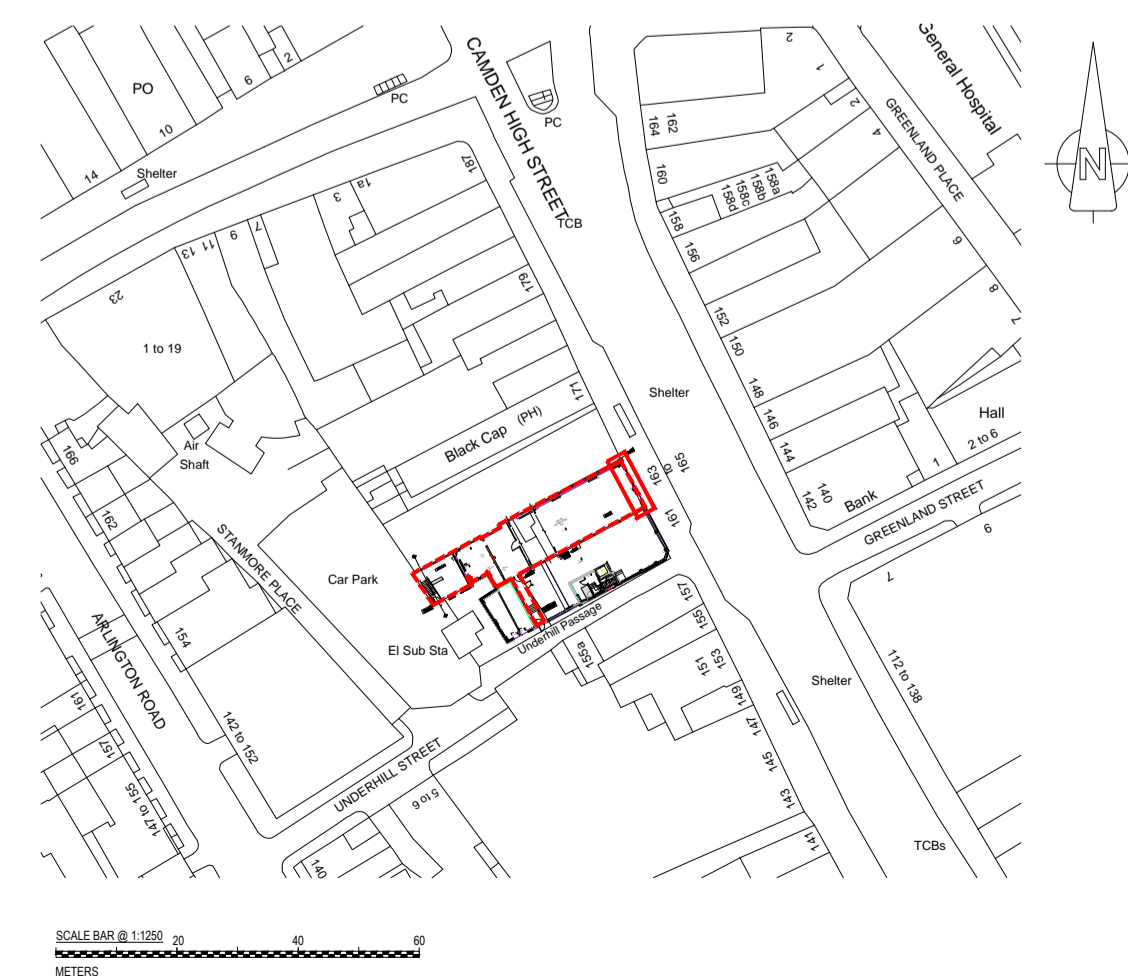 CAMDEN HIGH STREET
General Hospital
PO
2
6
10
14
PC
PC
Shelter
TCB
2
1
2
4
GREENLAND PLACE
162
164
160
158a
158b
158c
158d
158
156
6
8
7
152
150
148
146
144
142
140
Bank
Hall
2 to 6
1
GREENLAND STREET
6
7
187
1a
3
7
9
11
13
23
1 to 19
179
171
Black Cap (PH)
Shelter
N
166
Air
Shaft
162
STANMORE PLACE
Car Park
163
to
165
161
154
ARLINGTON ROAD
El Sub Sta
Underhill Passage
157
155
155a
153
151
149
147
145
143
141
Shelter
112 to 138
TCBs
161
157
147 to 155
142 to 152
UNDERHILL STREET
5 to 6
140
SCALE BAR @ 1:1250
20
40
60
METERS